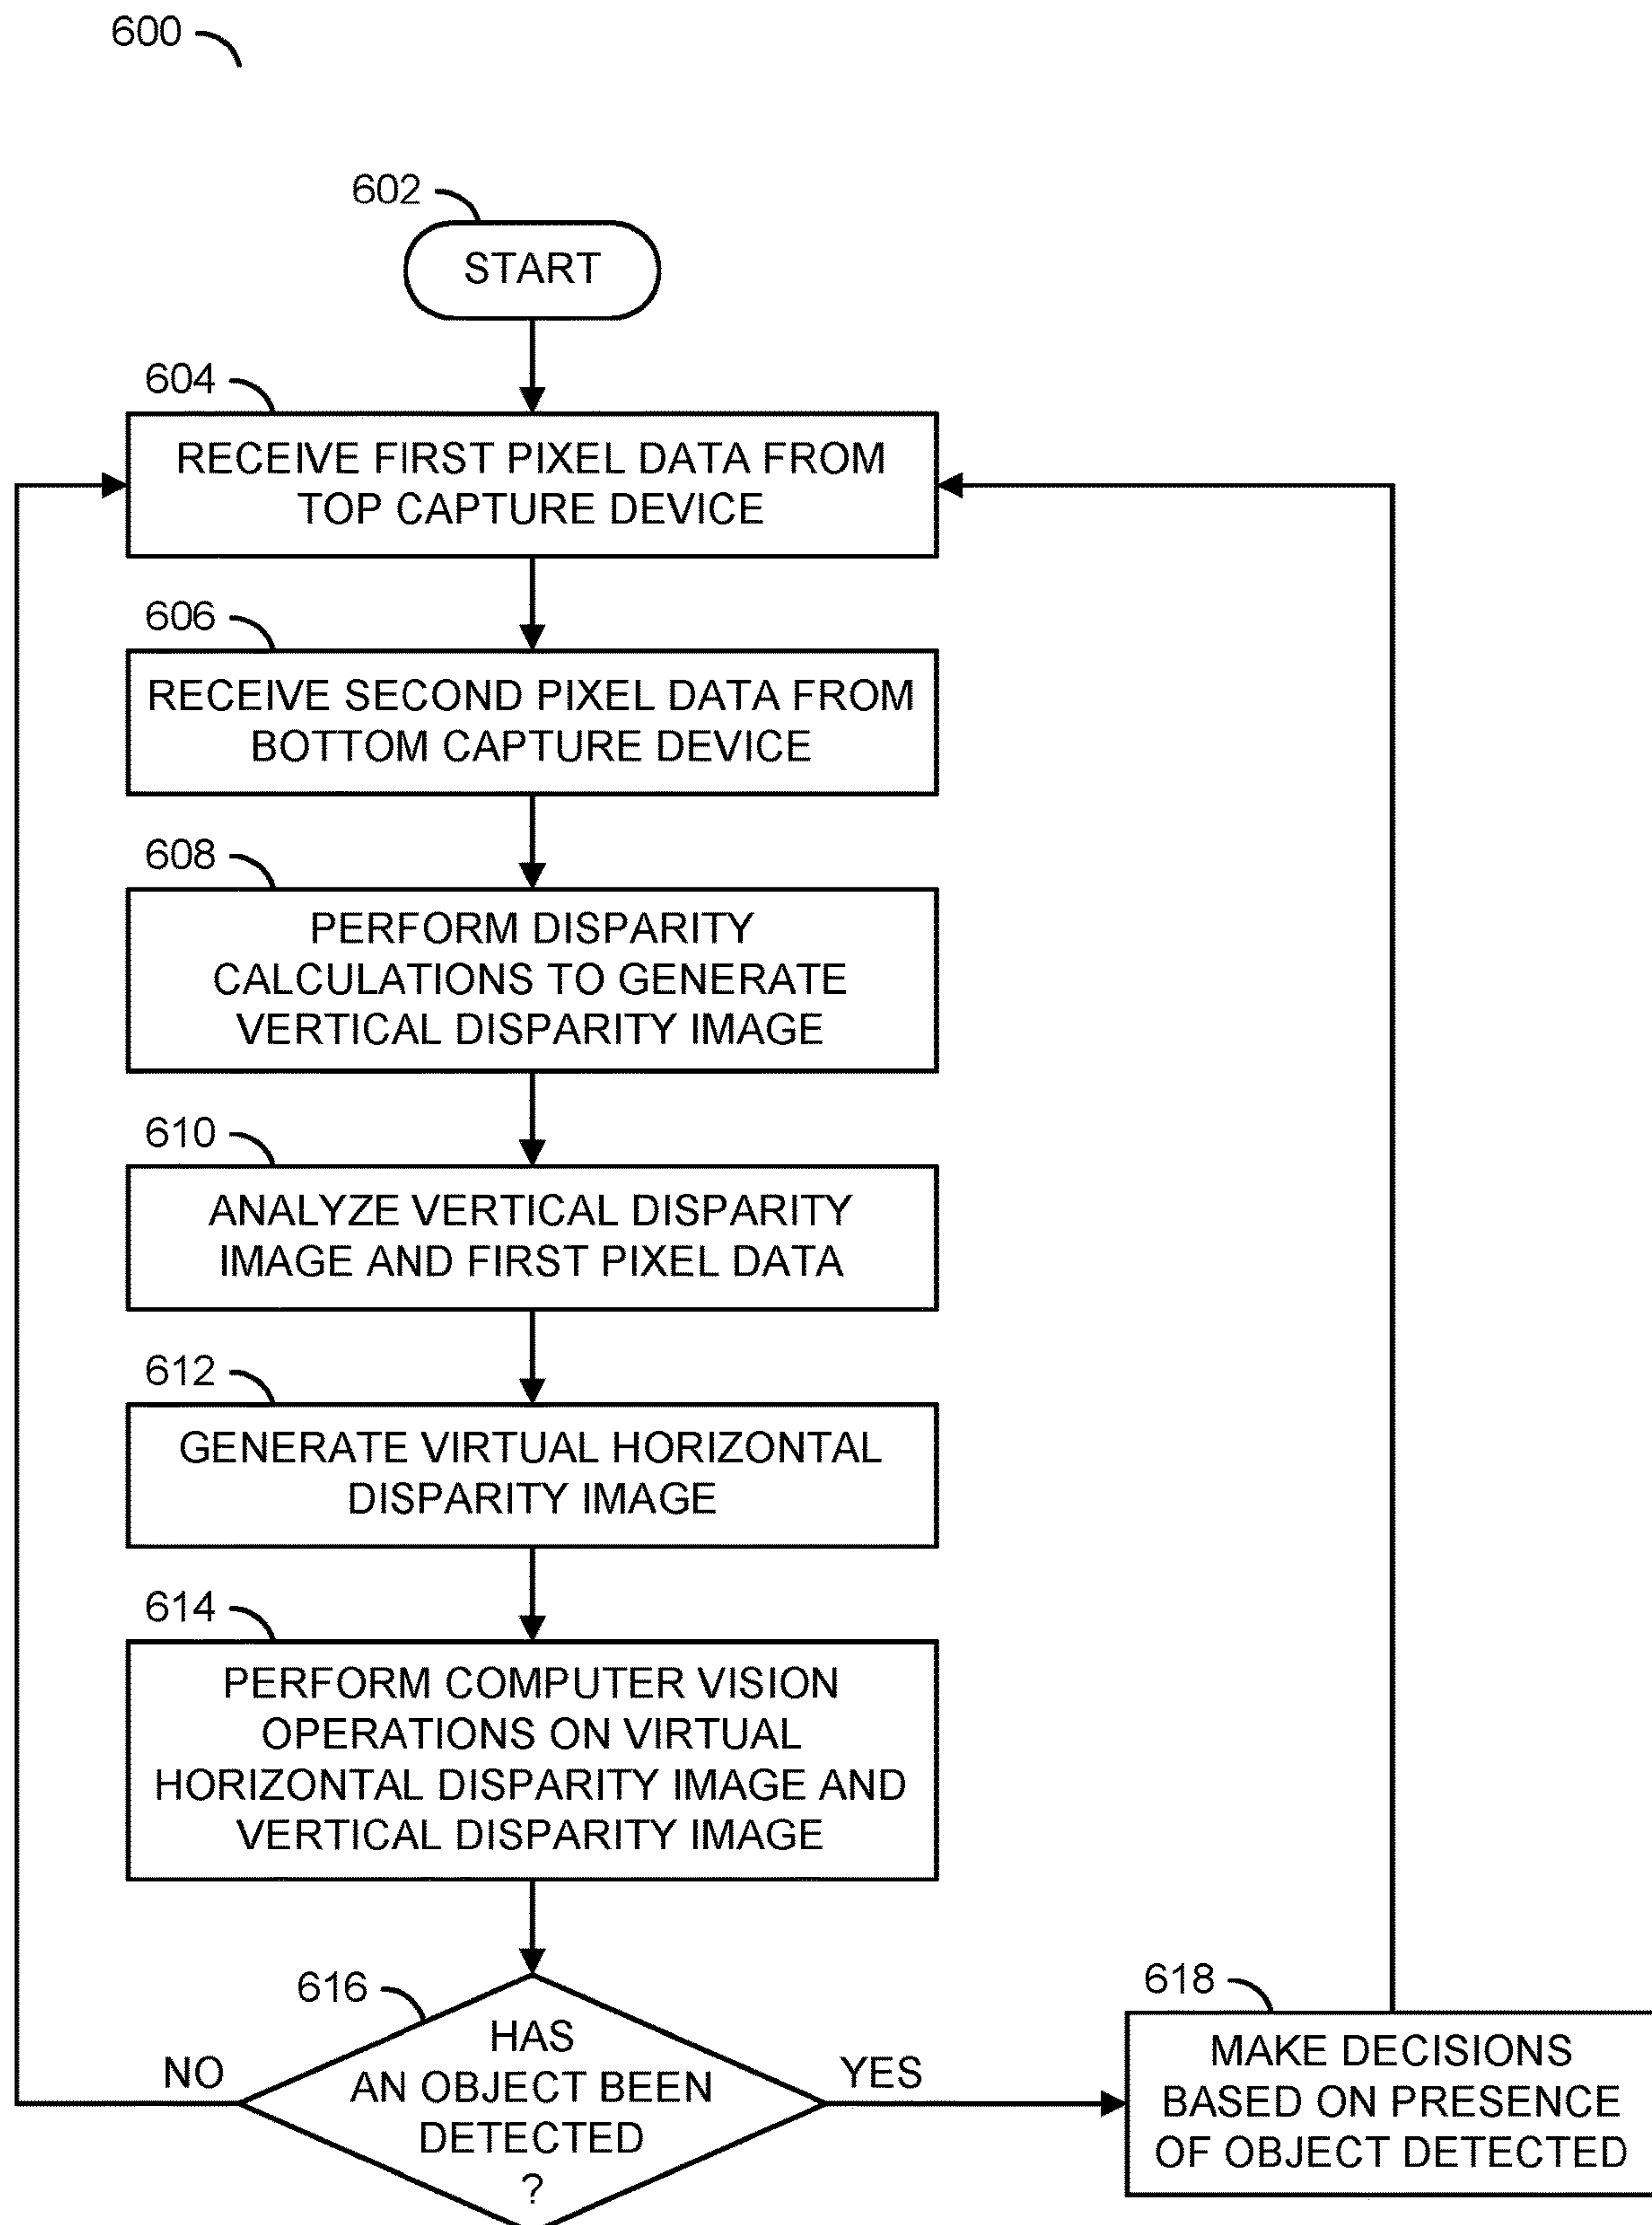 600
602
START
604
RECEIVE FIRST PIXEL DATA FROM
TOP CAPTURE DEVICE
606
RECEIVE SECOND PIXEL DATA FROM
BOTTOM CAPTURE DEVICE
608
PERFORM DISPARITY
CALCULATIONS TO GENERATE
VERTICAL DISPARITY IMAGE
610
ANALYZE VERTICAL DISPARITY
IMAGE AND FIRST PIXEL DATA
612
GENERATE VIRTUAL HORIZONTAL
DISPARITY IMAGE
614
PERFORM COMPUTER VISION
OPERATIONS ON VIRTUAL
HORIZONTAL DISPARITY IMAGE AND
VERTICAL DISPARITY IMAGE
616
HAS
AN OBJECT BEEN
DETECTED
?
NO
YES
618
MAKE DECISIONS
BASED ON PRESENCE
OF OBJECT DETECTED